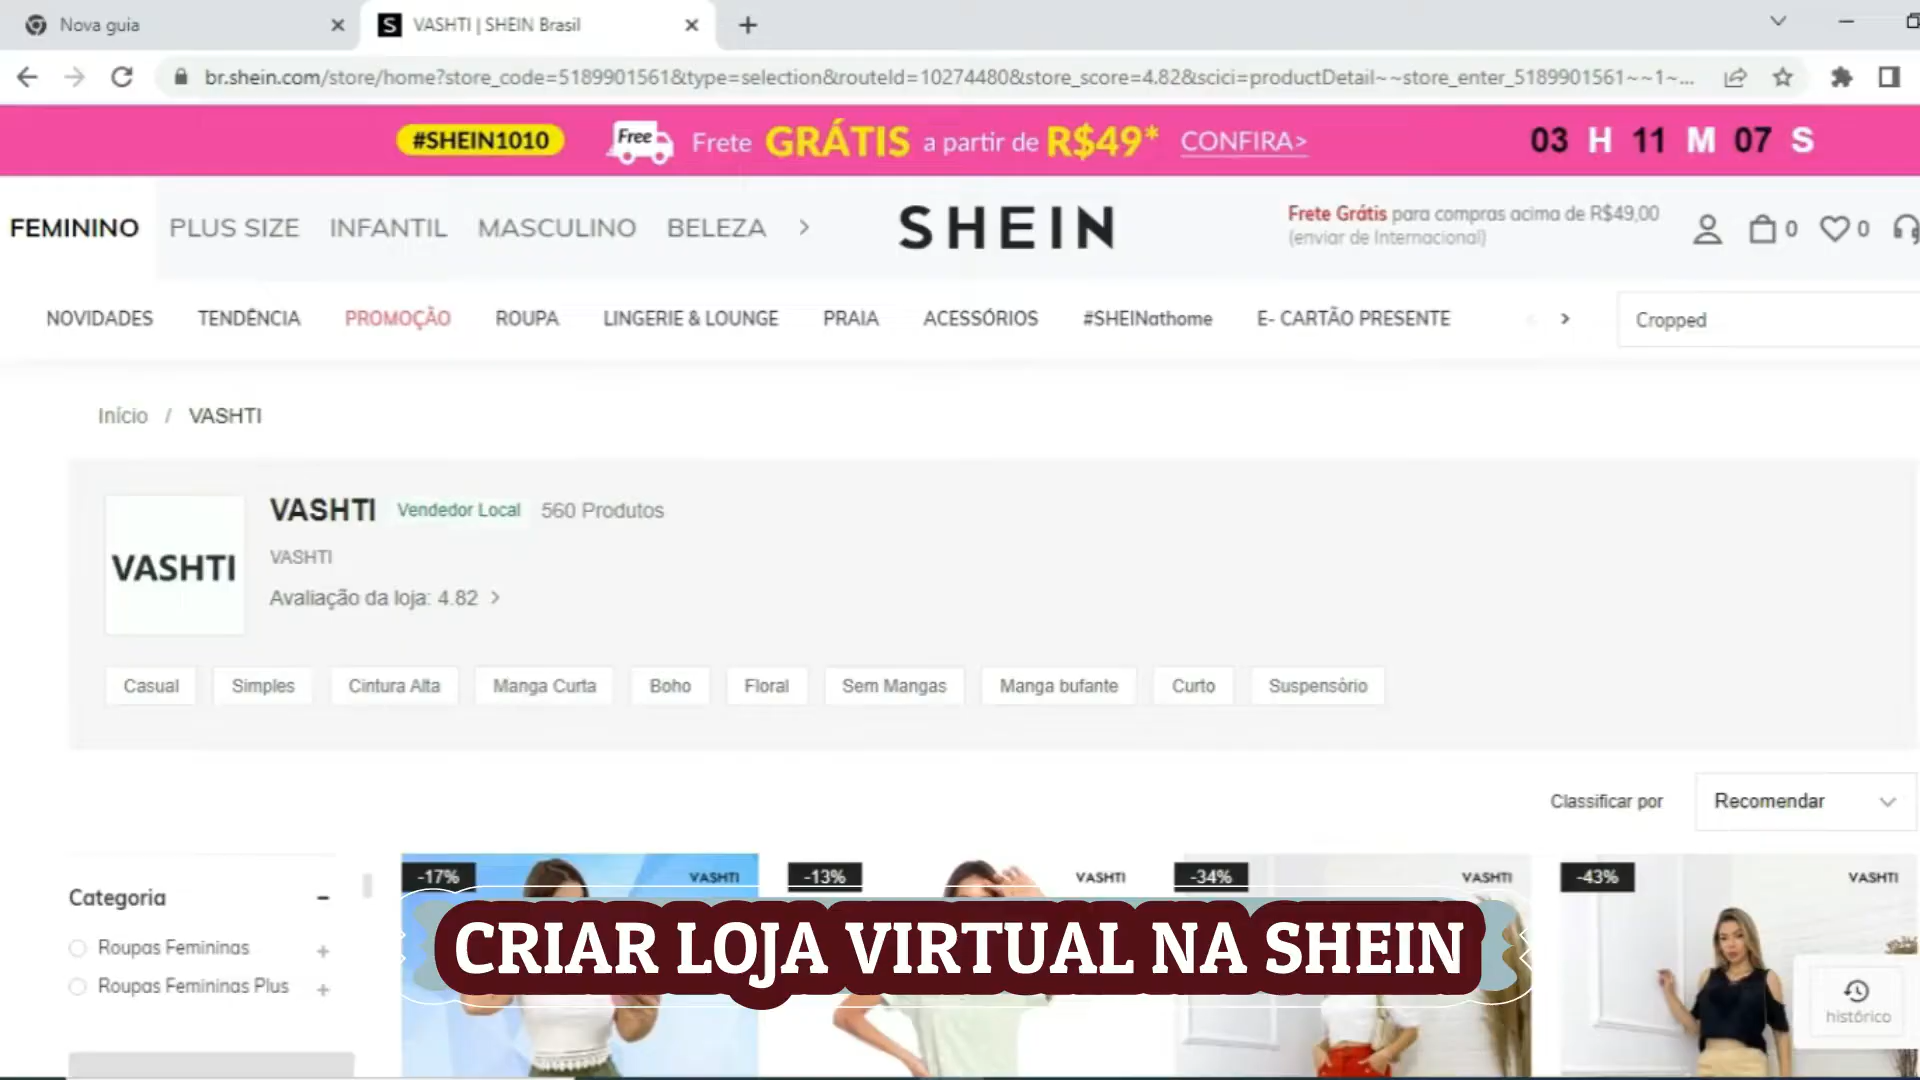 Nova guia
VASHTI | SHEIN Brasil
br.shein.com/store/home?store_code=5189901561&type=selection&routeId=10274480&store_score=4.82&scici=productDetail~~store_enter_5189901561~~1~...
#SHEIN1010
Free
Frete GRÁTIS a partir de R$49* CONFIRA>
03 H 11 M 07 S
FEMININO PLUS SIZE INFANTIL MASCULINO BELEZA >
SHEIN
Frete Grátis para compras acima de R$49,00
(enviar de Internacional)
0
0
NOVIDADES TENDÊNCIA PROMOÇÃO ROUPA LINGERIE & LOUNGE PRAIA ACESSÓRIOS #SHEINathome E- CARTÃO PRESENTE >
Cropped
Início / VASHTI
VASHTI
VASHTI Vendedor Local 560 Produtos
VASHTI
Avaliação da loja: 4.82 >
Casual Simples Cintura Alta Manga Curta Boho Floral Sem Mangas Manga bufante Curto Suspensório
Classificar por Recomendar
Categoria -
Roupas Femininas +
Roupas Femininas Plus +
-17% VASHTI
-13% VASHTI
-34% VASHTI
-43% VASHTI
CRIAR LOJA VIRTUAL NA SHEIN
histórico